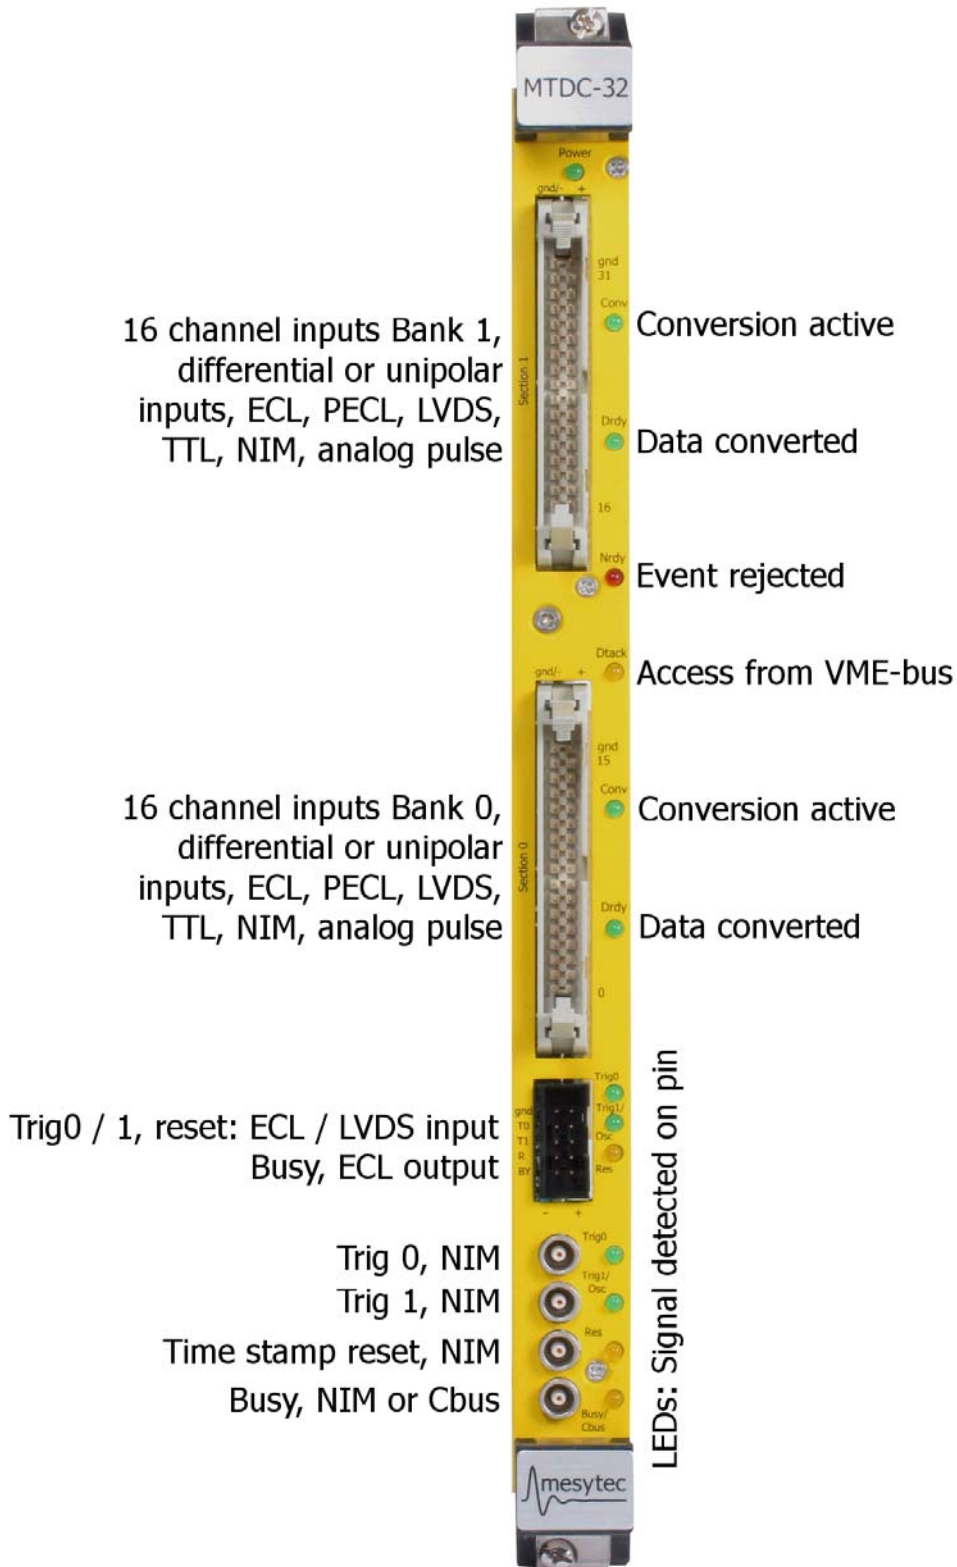 MTDC-32
Power
gnd/- +
gnd
31
Conv
16 channel inputs Bank 1,
differential or unipolar
inputs, ECL, PECL, LVDS,
TTL, NIM, analog pulse
Conversion active
Section 1
Drdy
Data converted
16
Nrdy
Event rejected
Dtack
Access from VME-bus
gnd/- +
gnd
15
Conv
16 channel inputs Bank 0,
differential or unipolar
inputs, ECL, PECL, LVDS,
TTL, NIM, analog pulse
Conversion active
Section 0
Drdy
Data converted
0
LEDs: Signal detected on pin
Trig0
Trig1/
Osc
Res
gnd
T0
T1
R
BY
Trig0 / 1, reset: ECL / LVDS input
Busy, ECL output
- +
Trig0
Trig 0, NIM
Trig1/
Osc
Trig 1, NIM
Res
Time stamp reset, NIM
Busy, NIM or Cbus
Busy/
Cbus
mesytec